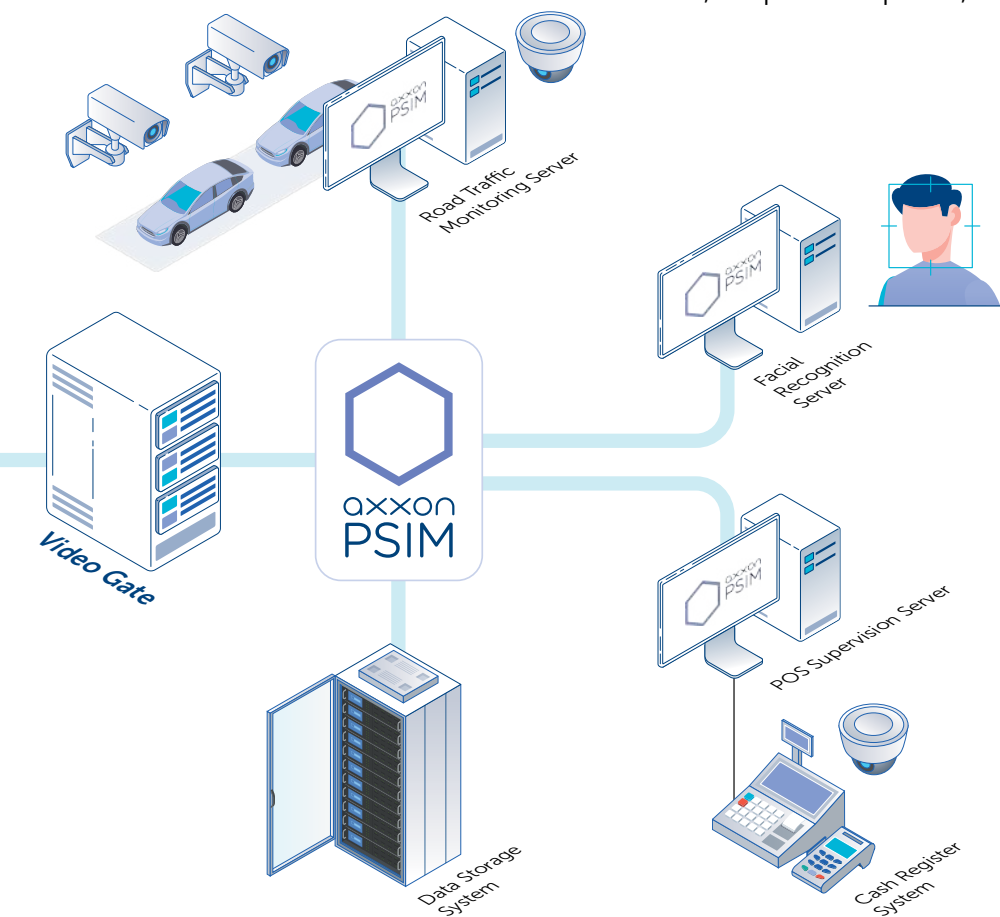 axxon
PSIM
Road Traffic
Monitoring Server
axxon
PSIM
Facial
Recognition
Server
Video Gate
axxon
PSIM
axxon
PSIM
POS Supervision Server
Data Storage
System
Cash Register
System